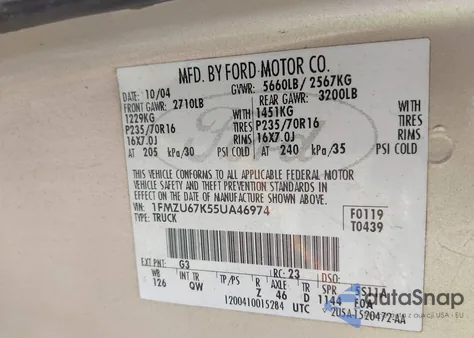 MFD. BY FORD MOTOR CO.
DATE: 10/04 GVWR: 5660LB / 2567KG
FRONT GAWR: 2710LB REAR GAWR: 3200LB
1229KG WITH 1451KG WITH
P235/70R16 TIRES P235/70R16 TIRES
16X7.0J RIMS 16X7.0J RIMS
AT 205 kPa/30 PSI COLD AT 240 kPa/35 PSI COLD
Ford
THIS VEHICLE CONFORMS TO ALL APPLICABLE FEDERAL MOTOR
VEHICLE SAFETY AND THEFT PREVENTION STANDARDS IN
EFFECT ON THE DATE OF MANUFACTURE SHOWN ABOVE.
VIN: 1FMZU67K55UA46974 F0119
TYPE: TRUCK T0439
EXT PNT: G3 RC: 23 DSO:
WB INT TR TP/PS R AXLE TR SPR
126 QW Z 46 D 1144
1200410015284 UTC
dataSnap